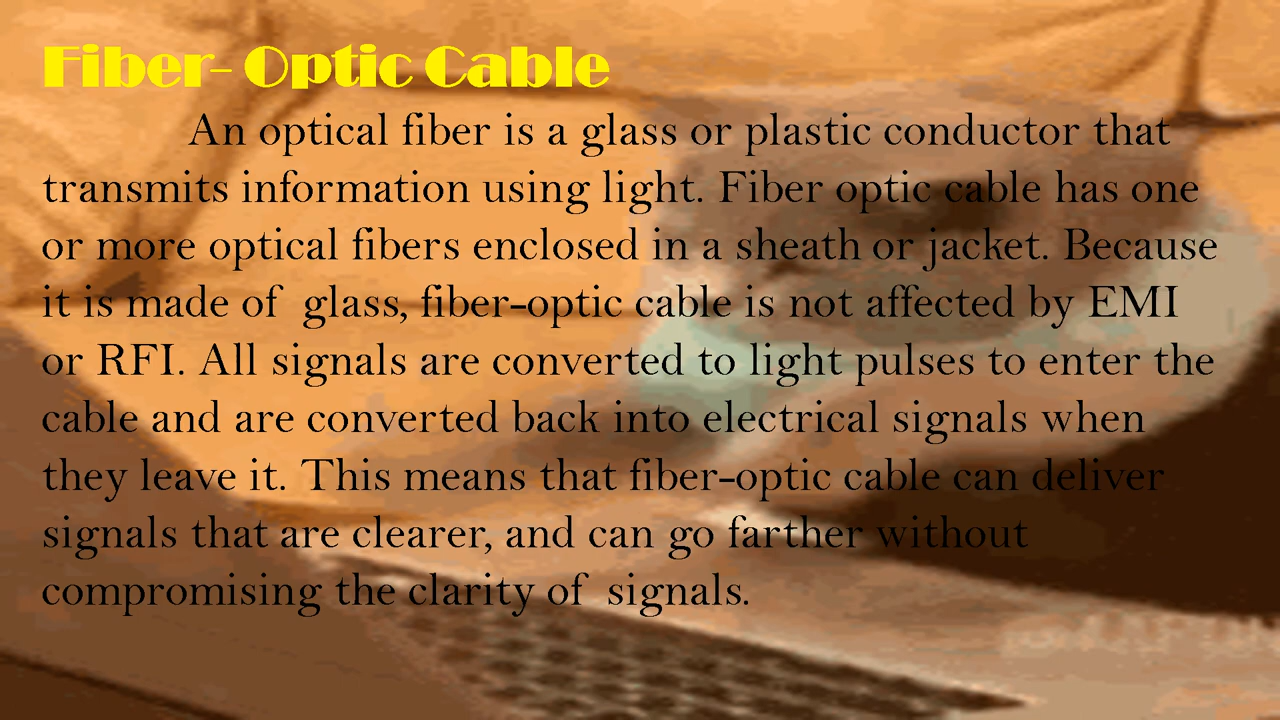 Fiber- Optic Cable
An optical fiber is a glass or plastic conductor that
transmits information using light. Fiber optic cable has one
or more optical fibers enclosed in a sheath or jacket. Because
it is made of glass, fiber-optic cable is not affected by EMI
or RFI. All signals are converted to light pulses to enter the
cable and are converted back into electrical signals when
they leave it. This means that fiber-optic cable can deliver
signals that are clearer, and can go farther without
compromising the clarity of signals.